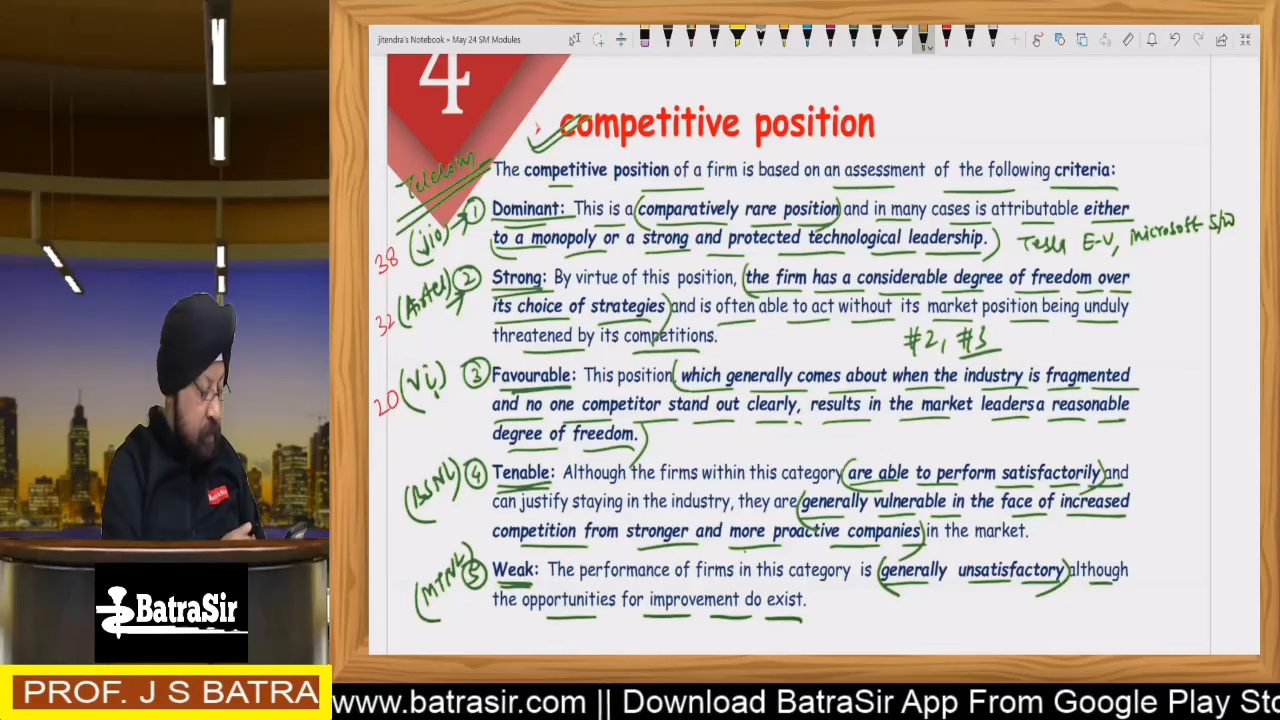 jitendra's Notebook » May 24 SM Modules
4
competitive position
Telecom
The competitive position of a firm is based on an assessment of the following criteria:
(Jio) → ① Dominant: This is a (comparatively rare position) and in many cases is attributable either
38 to a monopoly or a strong and protected technological leadership.) Tesla E-V, Microsoft S/W
(Airtel) → ② Strong: By virtue of this position, (the firm has a considerable degree of freedom over
32 its choice of strategies) and is often able to act without its market position being unduly
threatened by its competitions. #2, #3
(Vi) ③ Favourable: This position (which generally comes about when the industry is fragmented
20 and no one competitor stand out clearly, results in the market leaders a reasonable
degree of freedom.)
(BSNL) ④ Tenable: Although the firms within this category (are able to perform satisfactorily) and
can justify staying in the industry, they are (generally vulnerable in the face of increased
competition from stronger and more proactive companies) in the market.
(MTNL) ⑤ Weak: The performance of firms in this category is (generally unsatisfactory) although
the opportunities for improvement do exist.
BatraSir
PROF. J S BATRA
www.batrasir.com || Download BatraSir App From Google Play Sto